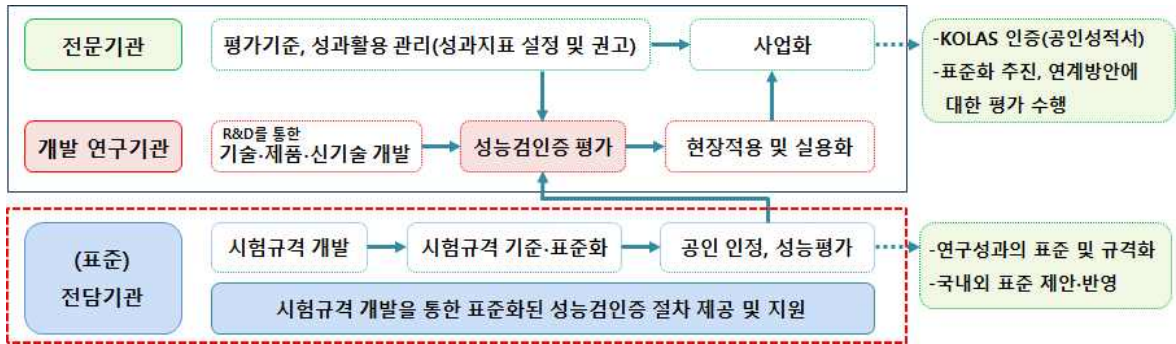 전문기관
평가기준, 성과활용 관리(성과지표 설정 및 권고)
사업화
-KOLAS 인증(공인성적서)
-표준화 추진, 연계방안에
대한 평가 수행
개발 연구기관
R&D를 통한
기술·제품·신기술 개발
성능검인증 평가
현장적용 및 실용화
(표준)
전담기관
시험규격 개발
시험규격 기준·표준화
공인 인정, 성능평가
-연구성과의 표준 및 규격화
-국내외 표준 제안·반영
시험규격 개발을 통한 표준화된 성능검인증 절차 제공 및 지원